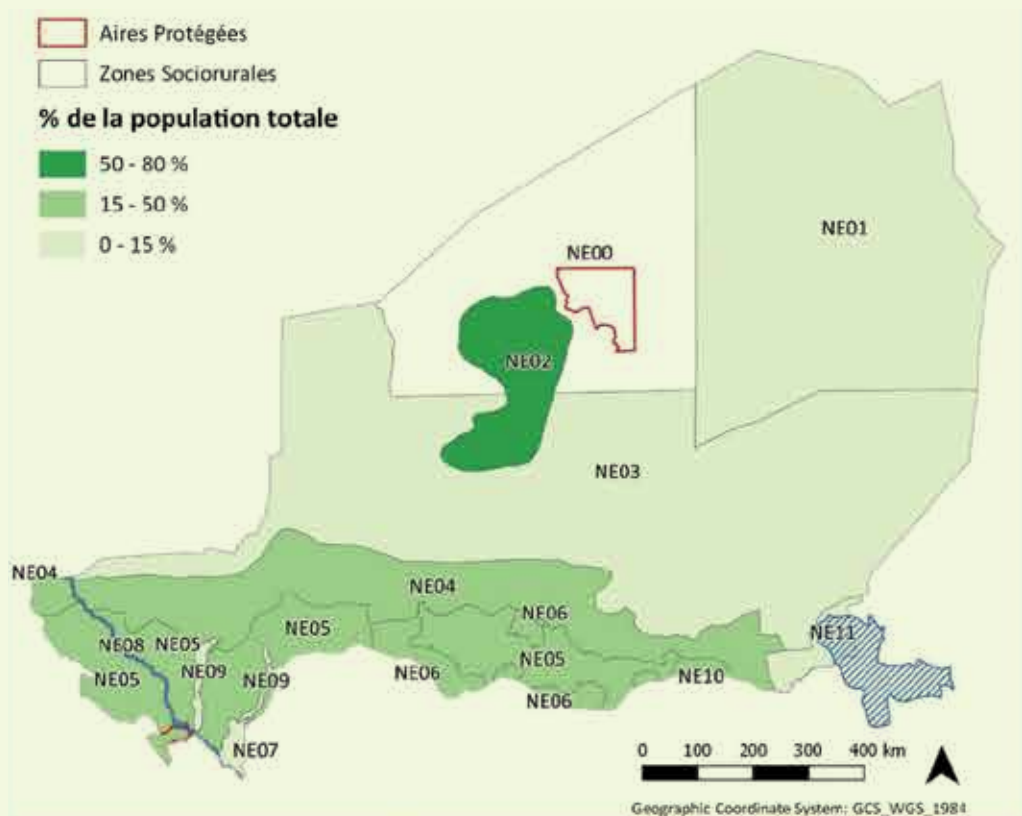 Aires Protégées
Zones Sociorurales
% de la population totale
50 - 80 %
15 - 50 %
0 - 15 %
NE01
NE00
NE02
NE03
NE04
NE04
NE06
NE05
NE11
NE08
NE05
NE05
NE09
NE05
NE09
NE06
NE06
NE10
NE07
0 100 200 300 400 km
Geographic Coordinate System: GCS_WGS_1984